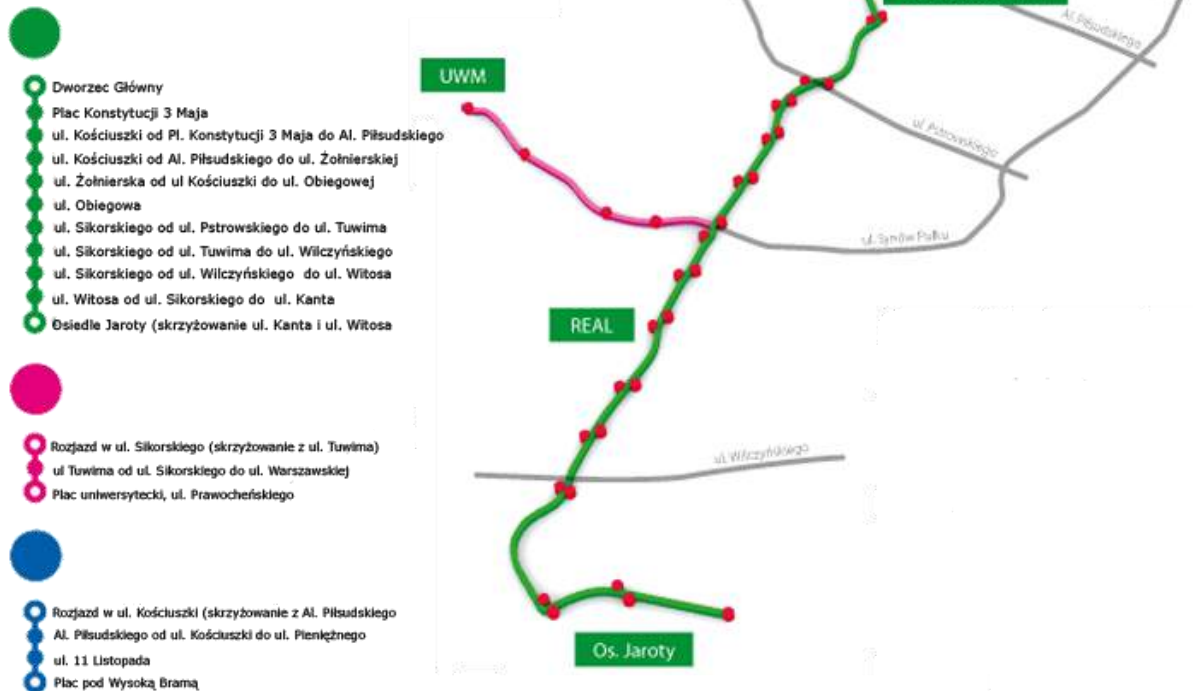 Dworzec Główny
Plac Konstytucji 3 Maja
ul. Kościuszki od Pl. Konstytucji 3 Maja do Al. Piłsudskiego
ul. Kościuszki od Al. Piłsudskiego do ul. Żołnierskiej
ul. Żołnierska od ul Kościuszki do ul. Obiegowej
ul. Obiegowa
ul. Sikorskiego od ul. Pstrowskiego do ul. Tuwima
ul. Sikorskiego od ul. Tuwima do ul. Wilczyńskiego
ul. Sikorskiego od ul. Wilczyńskiego do ul. Witosa
ul. Witosa od ul. Sikorskiego do ul. Kanta
Osiedle Jaroty (skrzyżowanie ul. Kanta i ul. Witosa
Rozjazd w ul. Sikorskiego (skrzyżowanie z ul. Tuwima)
ul Tuwima od ul. Sikorskiego do ul. Warszawskiej
Plac uniwersytecki, ul. Prawocheńskiego
Rozjazd w ul. Kościuszki (skrzyżowanie z Al. Piłsudskiego
Al. Piłsudskiego od ul. Kościuszki do ul. Pieniężnego
ul. 11 Listopada
Plac pod Wysoką Bramą
Al. Piłsudskiego
UWM
ul. Pstrowskiego
ul. Synów Pułku
REAL
ul. Wilczyńskiego
Os. Jaroty